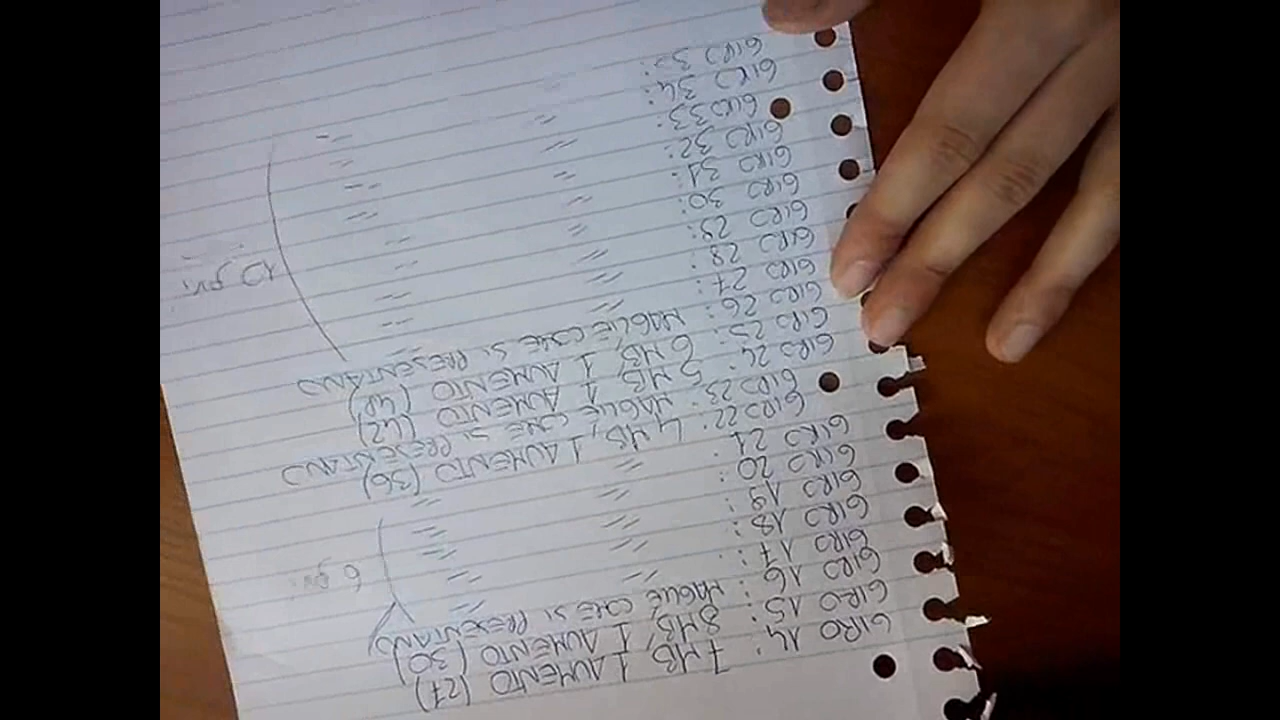 GIRO 14: 7 MB, 1 AUMENTO (27)
GIRO 15: 8 MB, 1 AUMENTO (30)
GIRO 16: MAGLIE COME SI PRESENTANO
GIRO 17: // //
GIRO 18: // //
GIRO 19: // // 6 giri
GIRO 20: // //
GIRO 21: // //
GIRO 22: 4 MB, 1 AUMENTO (36)
GIRO 23: MAGLIE COME SI PRESENTANO
GIRO 24: 5 MB 1 AUMENTO (42)
GIRO 25: 6 MB, 1 AUMENTO (48)
GIRO 26: MAGLIE COME SI PRESENTANO
GIRO 27: // //
GIRO 28: // //
GIRO 29: // // 10 giri
GIRO 30: // //
GIRO 31: // //
GIRO 32: // //
GIRO 33: // //
GIRO 34:
GIRO 35: